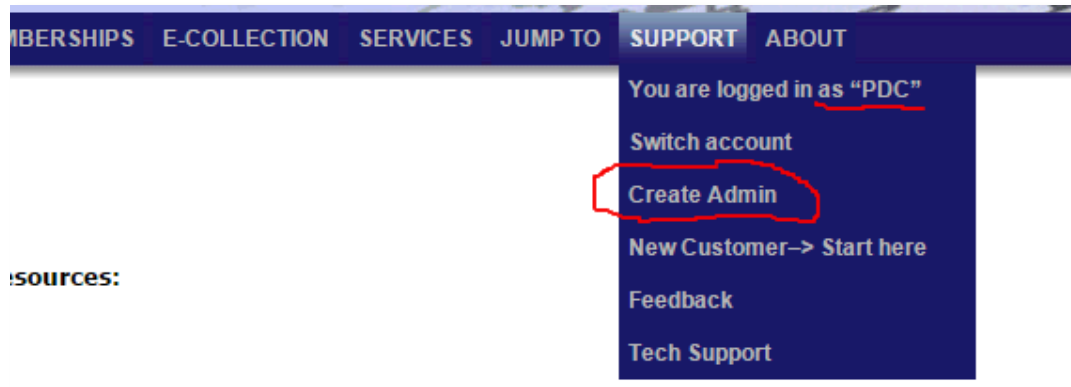 MBERSHIPS E-COLLECTION SERVICES JUMP TO SUPPORT ABOUT
You are logged in as “PDC”
Switch account
Create Admin
New Customer–> Start here
Feedback
Tech Support
esources: